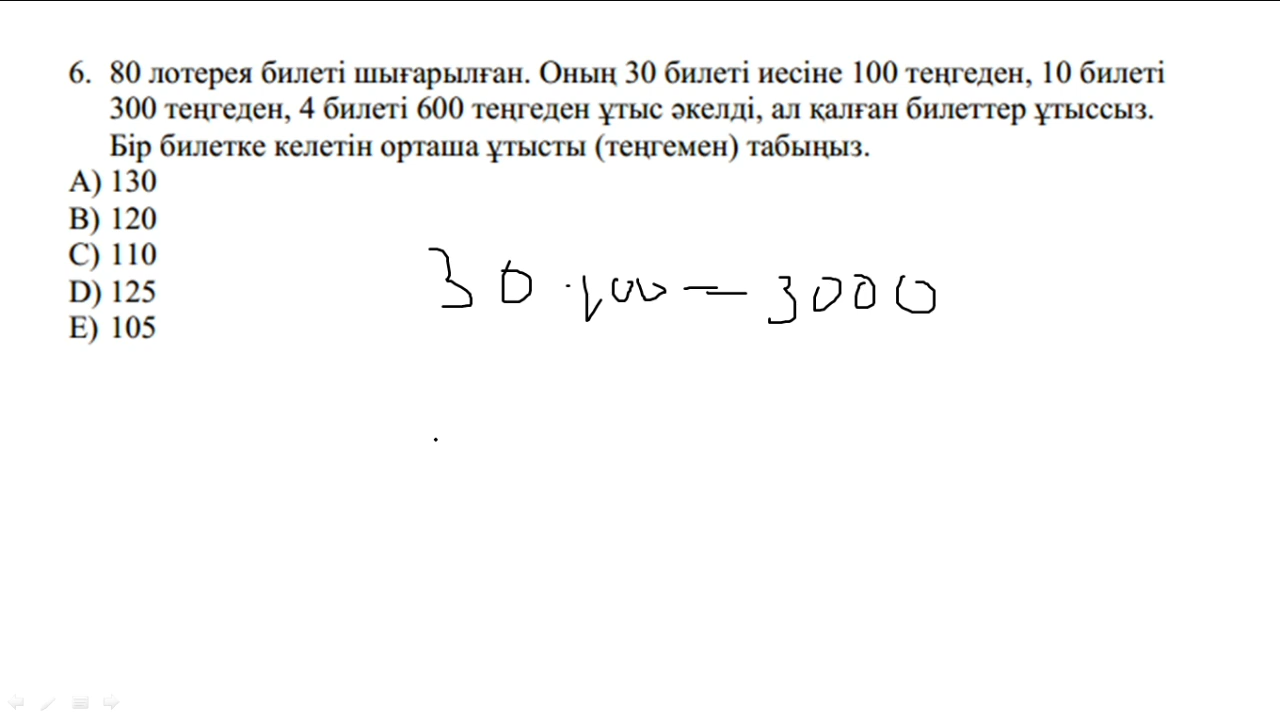 6. 80 лотерея билеті шығарылған. Оның 30 билеті иесіне 100 теңгеден, 10 билеті
300 теңгеден, 4 билеті 600 теңгеден ұтыс әкелді, ал қалған билеттер ұтыссыз.
Бір билетке келетін орташа ұтысты (теңгемен) табыңыз.
A) 130
B) 120
C) 110
D) 125
E) 105
30 · 100 = 3000